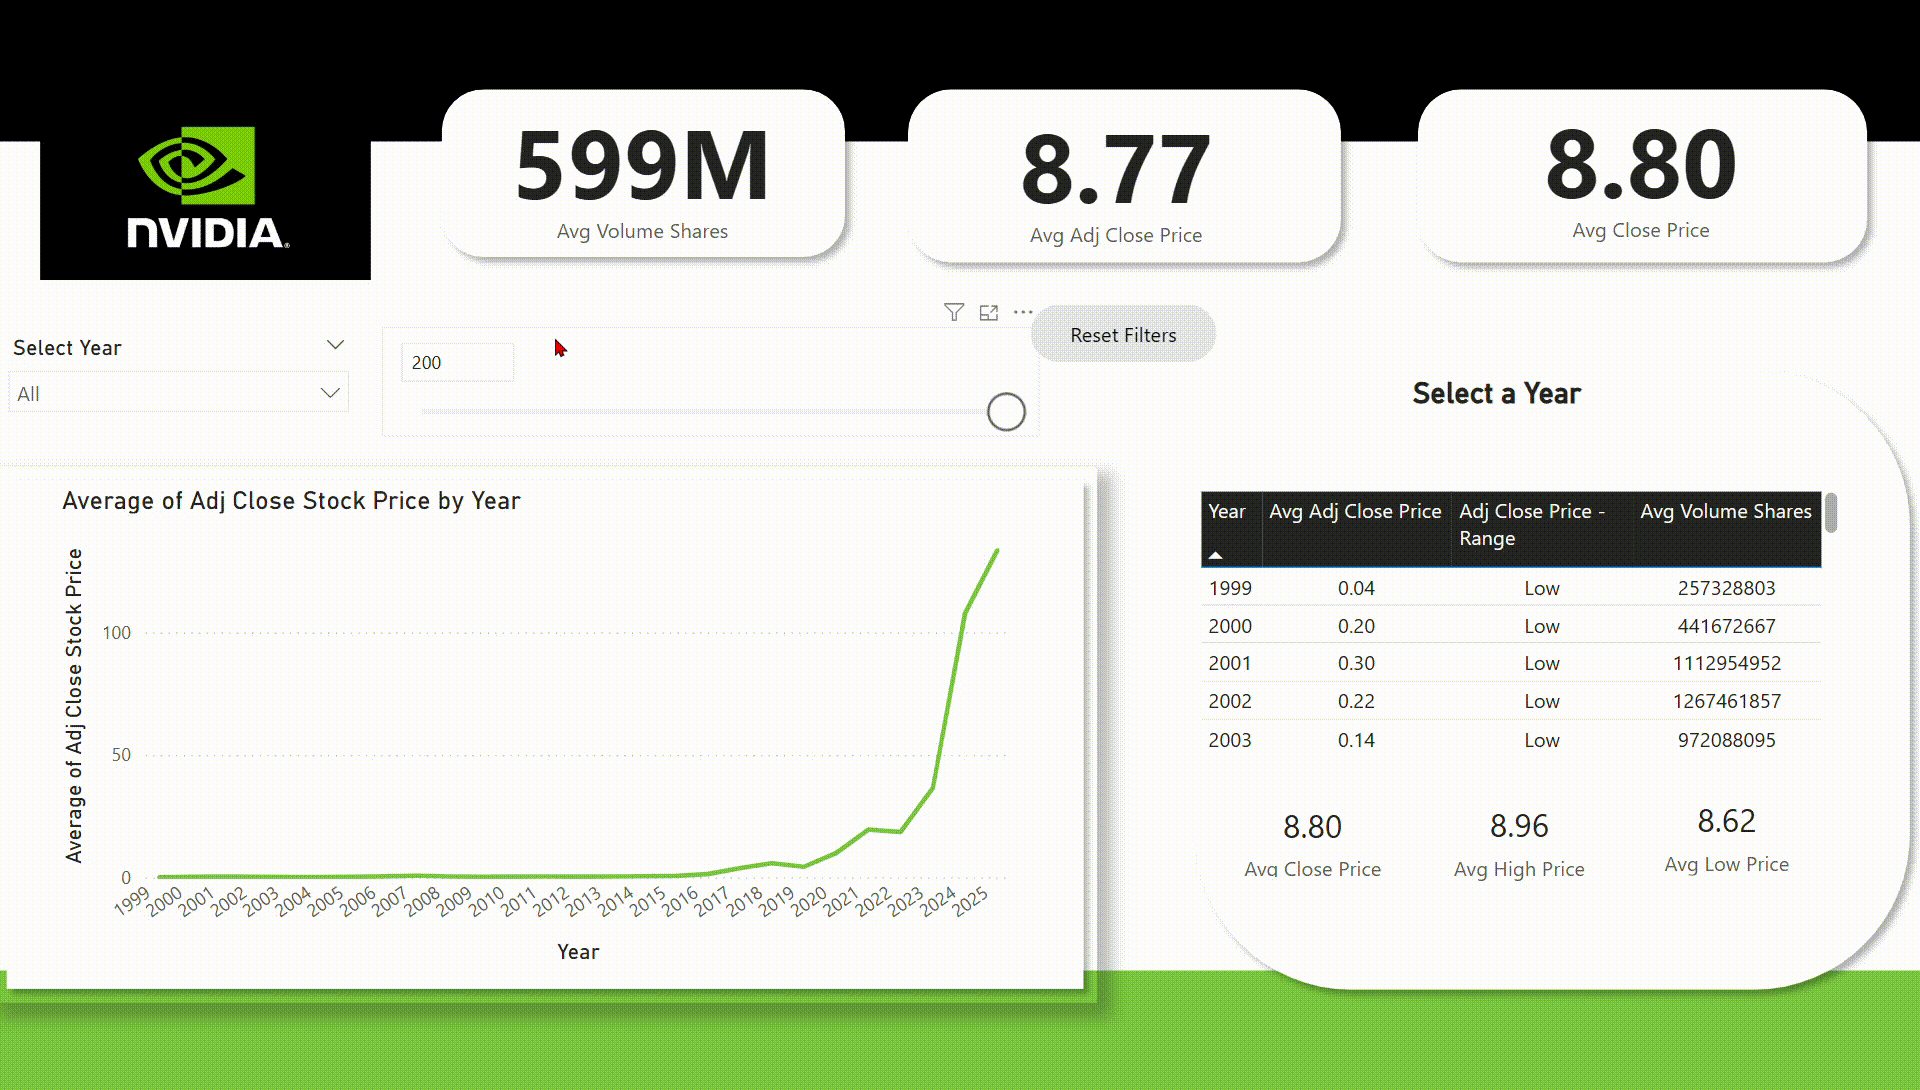 599M
Avg Volume Shares
8.77
Avg Adj Close Price
8.80
Avg Close Price
NVIDIA.
Select Year
All
200
Reset Filters
Select a Year
Average of Adj Close Stock Price by Year
Average of Adj Close Stock Price
100
50
0
1999
2000
2001
2002
2003
2004
2005
2006
2007
2008
2009
2010
2011
2012
2013
2014
2015
2016
2017
2018
2019
2020
2021
2022
2023
2024
2025
Year
Year Avg Adj Close Price Adj Close Price - Avg Volume Shares
Range
1999 0.04 Low 257328803
2000 0.20 Low 441672667
2001 0.30 Low 1112954952
2002 0.22 Low 1267461857
2003 0.14 Low 972088095
8.80
Avg Close Price
8.96
Avg High Price
8.62
Avg Low Price